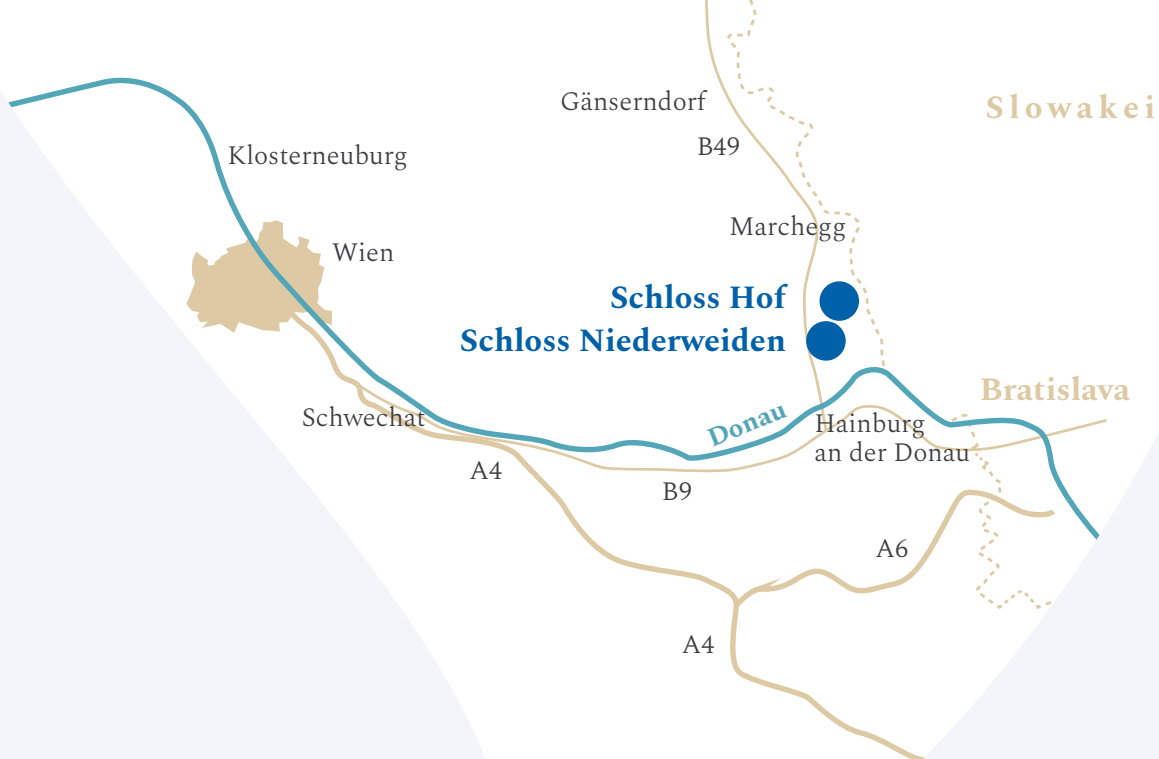 Gänserndorf
Slowakei
B49
Klosterneuburg
Marchegg
Wien
Schloss Hof
Schloss Niederweiden
Bratislava
Schwechat
Donau
Hainburg
an der Donau
A4
B9
A6
A4